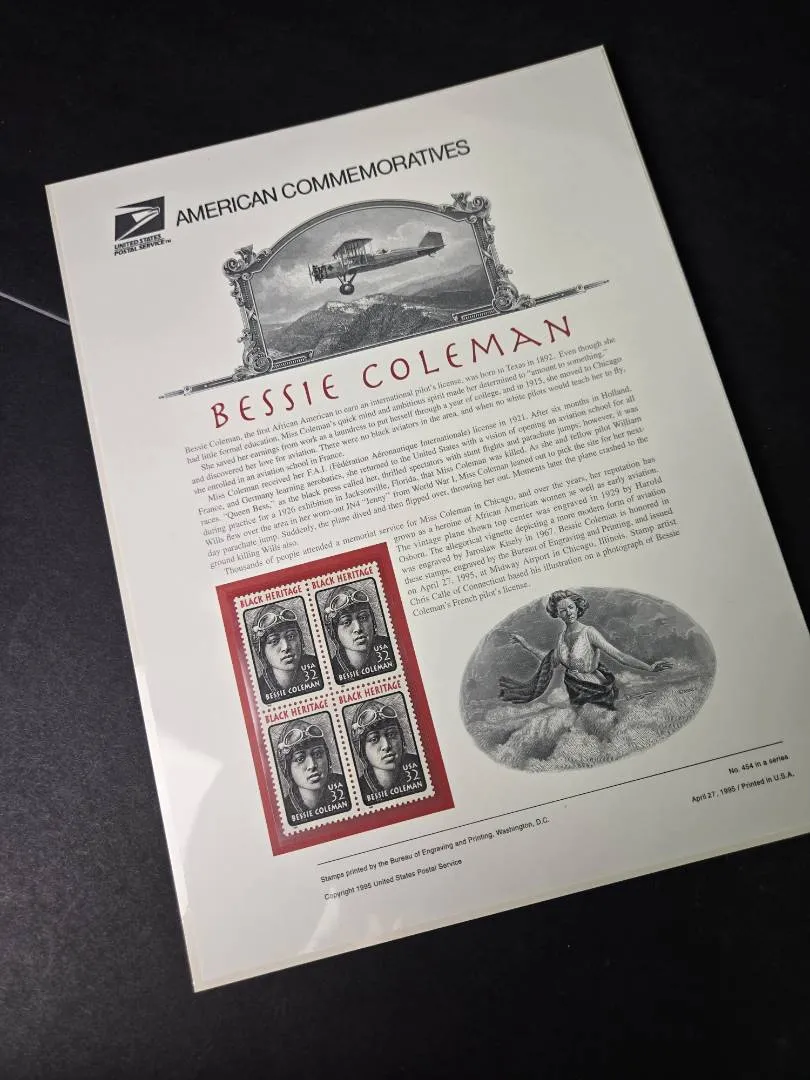 UNITED STATES
POSTAL SERVICE™
AMERICAN COMMEMORATIVES
BESSIE COLEMAN
Bessie Coleman, the first African American to earn an international pilot's license, was born in Texas in 1892. Even though she
had little formal education, Miss Coleman's quick mind and ambitious spirit made her determined to "amount to something."
She saved her earnings from work as a laundress to put herself through a year of college, and in 1915, she moved to Chicago
and discovered her love for aviation. There were no black aviators in the area, and when no white pilots would teach her to fly,
she enrolled in an aviation school in France.
Miss Coleman received her F.A.I. (Fédération Aéronautique Internationale) license in 1921. After six months in Holland,
France, and Germany learning aerobatics, she returned to the United States with a vision of opening an aviation school for all
races. "Queen Bess," as the black press called her, thrilled spectators with stunt flights and parachute jumps; however, it was
during practice for a 1926 exhibition in Jacksonville, Florida, that Miss Coleman was killed. As she and fellow pilot William
Wills flew over the area in her worn-out JN4 "Jenny" from World War I, Miss Coleman leaned out to pick the site for her next-
day parachute jump. Suddenly, the plane dived and then flipped over, throwing her out. Moments later the plane crashed to the
ground killing Wills also.
Thousands of people attended a memorial service for Miss Coleman in Chicago, and over the years, her reputation has
grown as a heroine of African American women as well as early aviation.
The vintage plane shown top center was engraved in 1929 by Harold
Osborn. The allegorical vignette depicting a more modern form of aviation
was engraved by Jaroslav Kisely in 1967. Bessie Coleman is honored in
these stamps, engraved by the Bureau of Engraving and Printing, and issued
on April 27, 1995, at Midway Airport in Chicago, Illinois. Stamp artist
Chris Calle of Connecticut based his illustration on a photograph of Bessie
Coleman's French pilot's license.
BLACK HERITAGE
USA
32
BESSIE COLEMAN
BLACK HERITAGE
USA
32
BESSIE COLEMAN
BLACK HERITAGE
USA
32
BESSIE COLEMAN
BLACK HERITAGE
USA
32
BESSIE COLEMAN
No. 454 in a series
Stamps printed by the Bureau of Engraving and Printing, Washington, D.C.
April 27, 1995 / Printed in U.S.A.
Copyright 1995 United States Postal Service